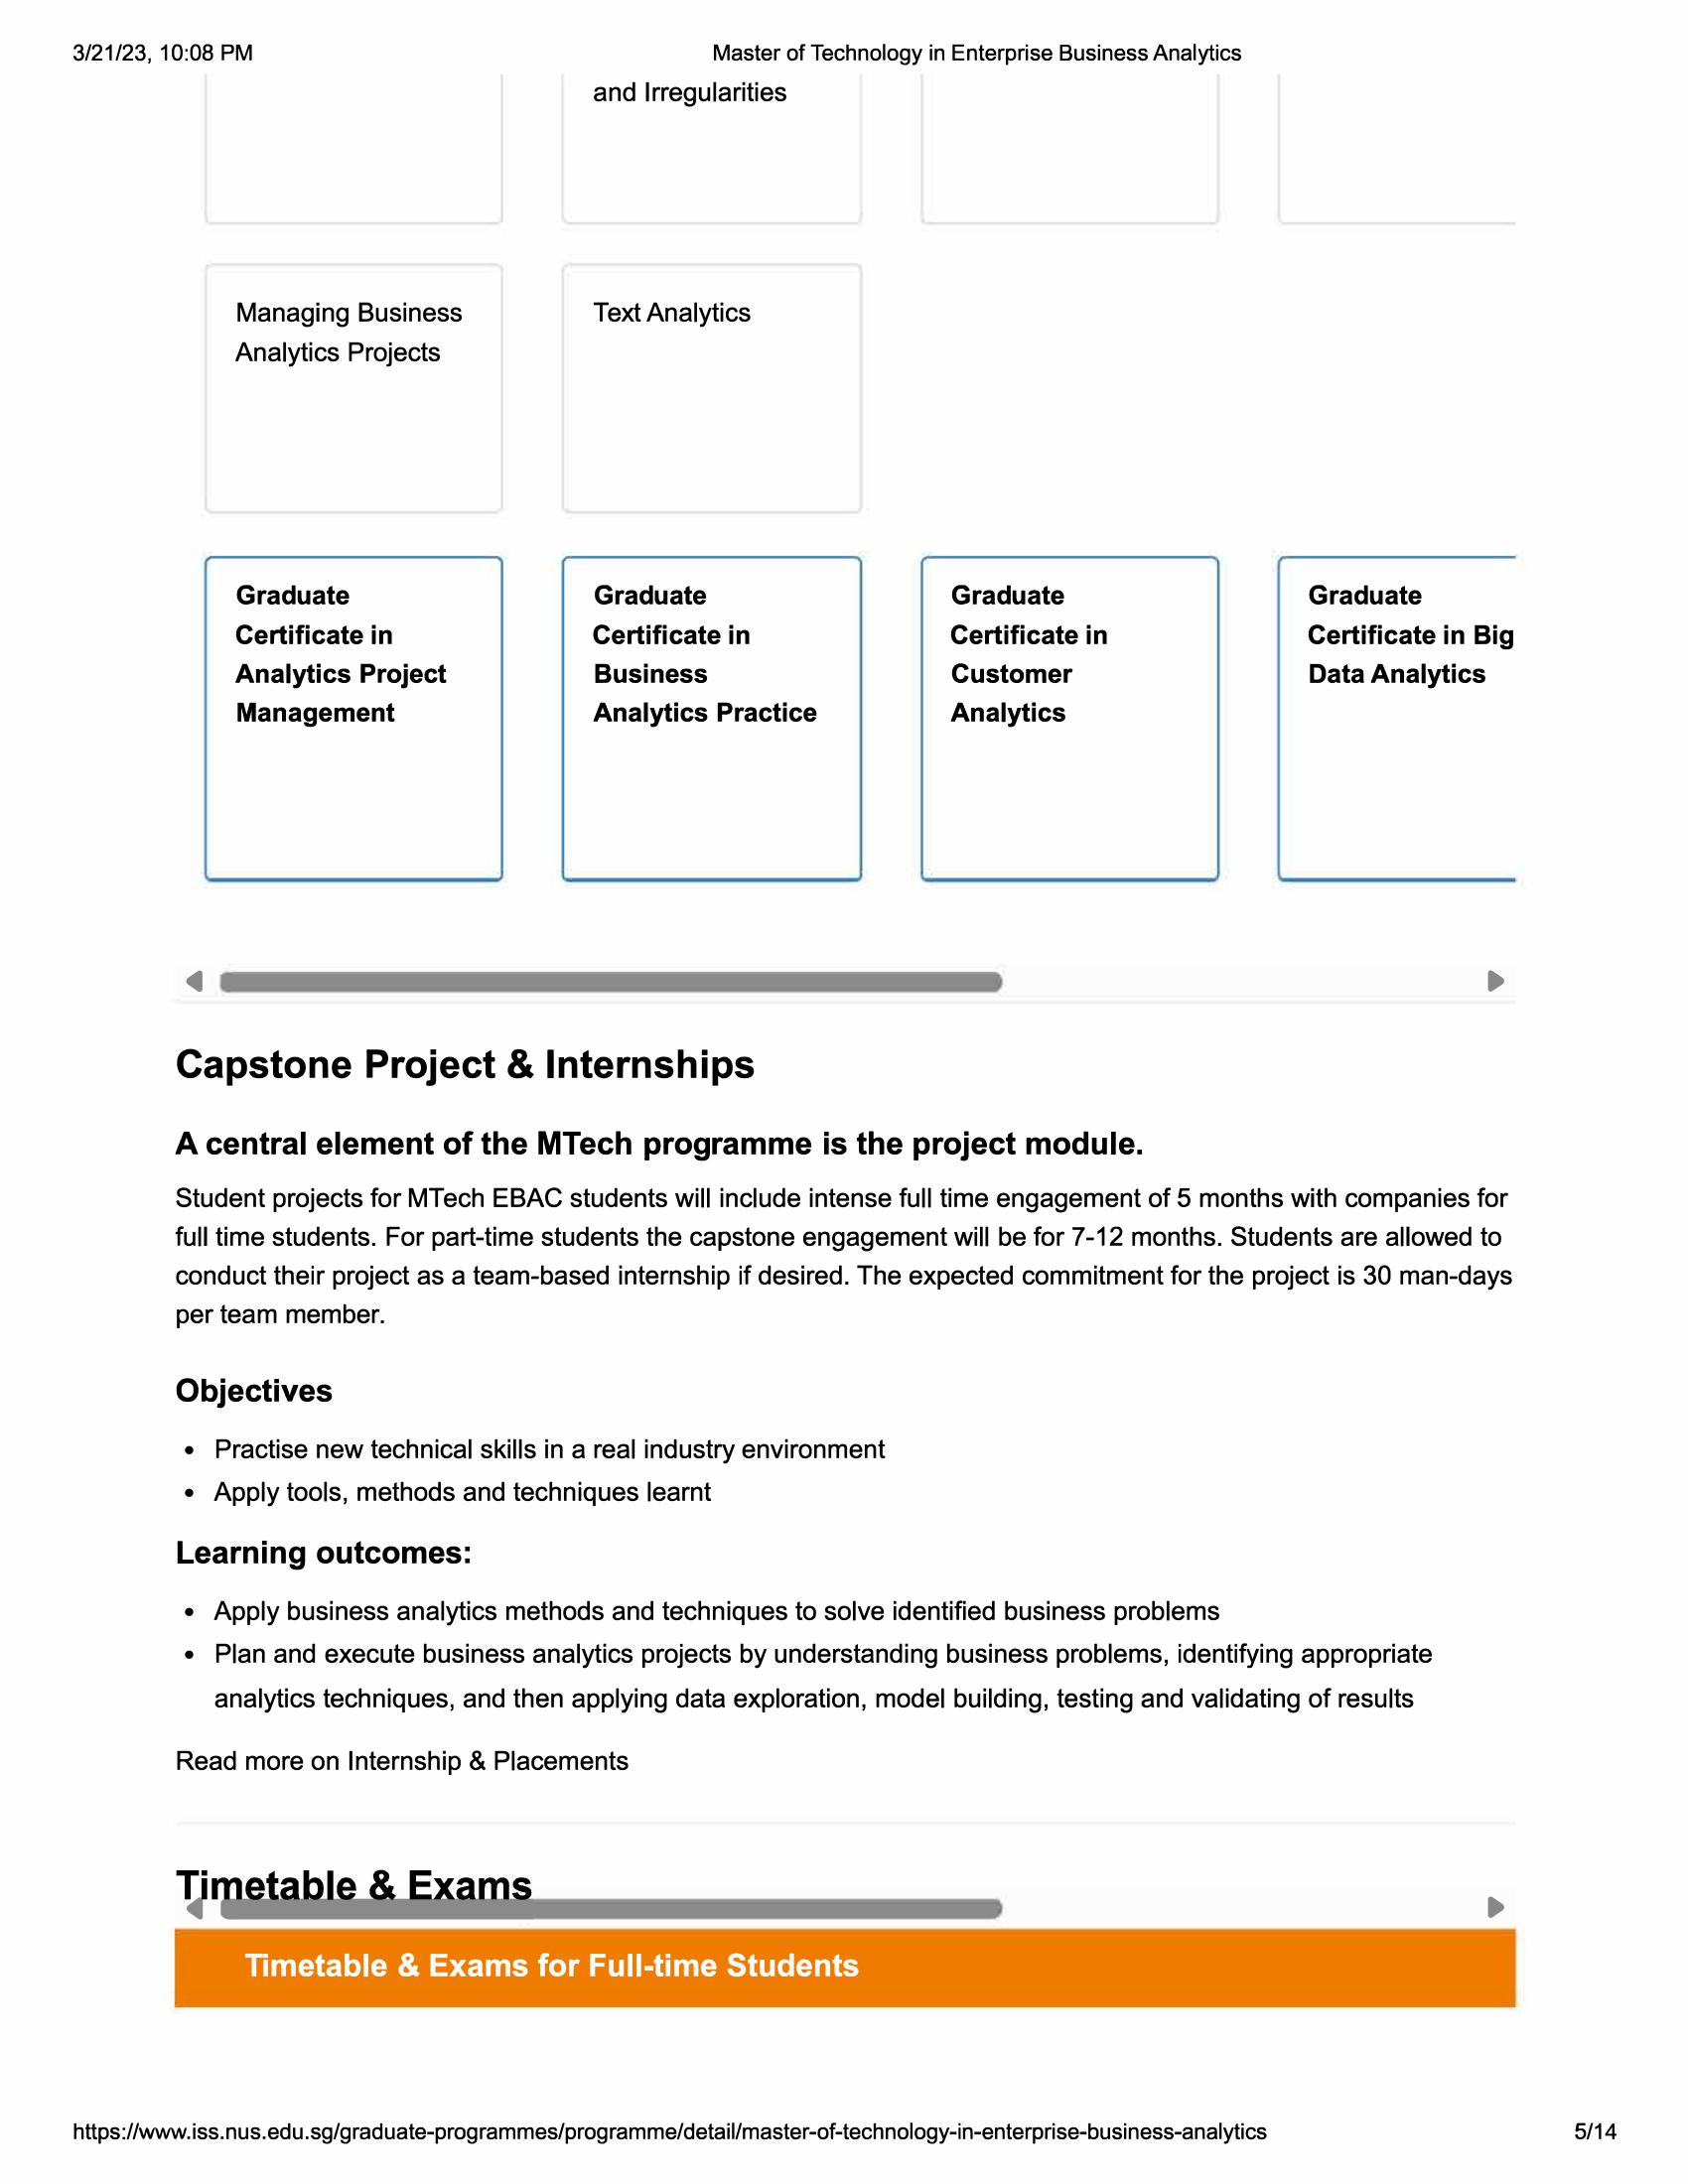 3/21/23, 10:08 PM
Master of Technology in Enterprise Business Analytics
and Irregularities
Managing Business
Analytics Projects
Text Analytics
Graduate
Certificate in
Analytics Project
Management
Graduate
Certificate in
Business
Analytics Practice
Graduate
Certificate in
Customer
Analytics
Graduate
Certificate in Big
Data Analytics
Capstone Project & Internships
A central element of the MTech programme is the project module.
Student projects for MTech EBAC students will include intense full time engagement of 5 months with companies for
full time students. For part-time students the capstone engagement will be for 7-12 months. Students are allowed to
conduct their project as a team-based internship if desired. The expected commitment for the project is 30 man-days
per team member.
Objectives
• Practise new technical skills in a real industry environment
• Apply tools, methods and techniques learnt
Learning outcomes:
• Apply business analytics methods and techniques to solve identified business problems
• Plan and execute business analytics projects by understanding business problems, identifying appropriate
analytics techniques, and then applying data exploration, model building, testing and validating of results
Read more on Internship & Placements
Timetable & Exams
Timetable & Exams for Full-time Students
https://www.iss.nus.edu.sg/graduate-programmes/programme/detail/master-of-technology-in-enterprise-business-analytics
5/14